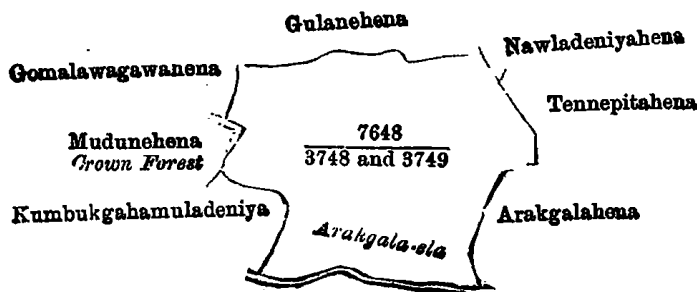 Gulanehena
Nawladeniyahena
Gomalawagawanena
Tennepitahena
7648
3748 and 3749
Mudunehena
Crown Forest
Kumbukgahamuladeniya
Arakgalahena
Arakgala-ela